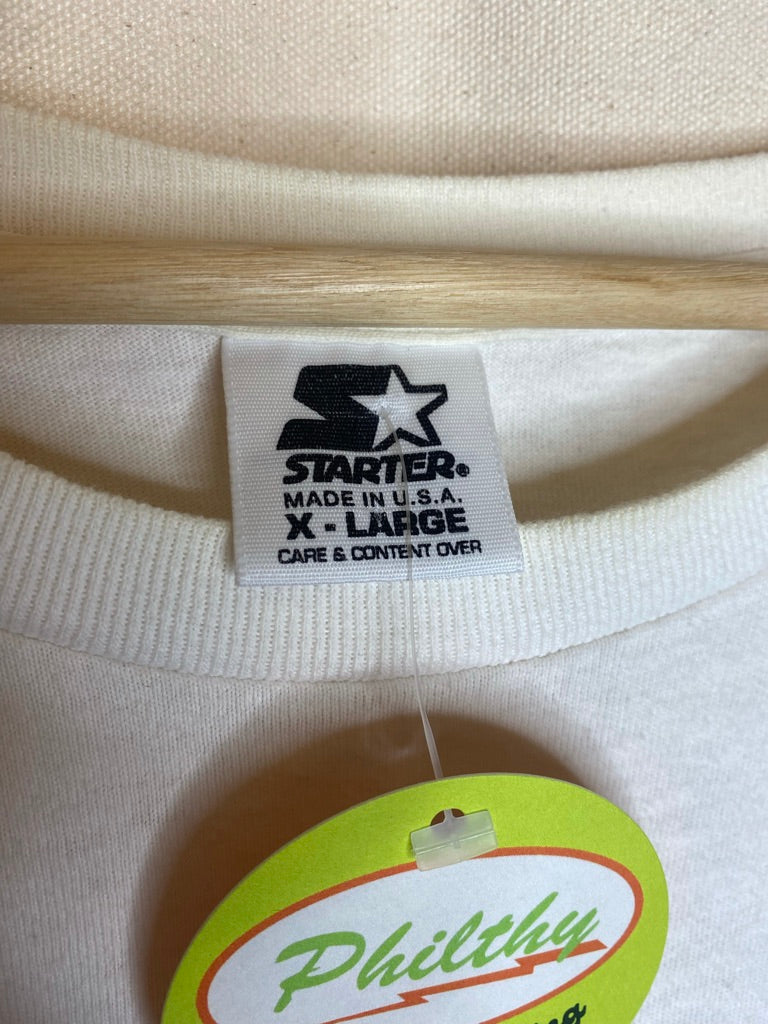 STARTER®
MADE IN U.S.A.
X - LARGE
CARE & CONTENT OVER
Philthy